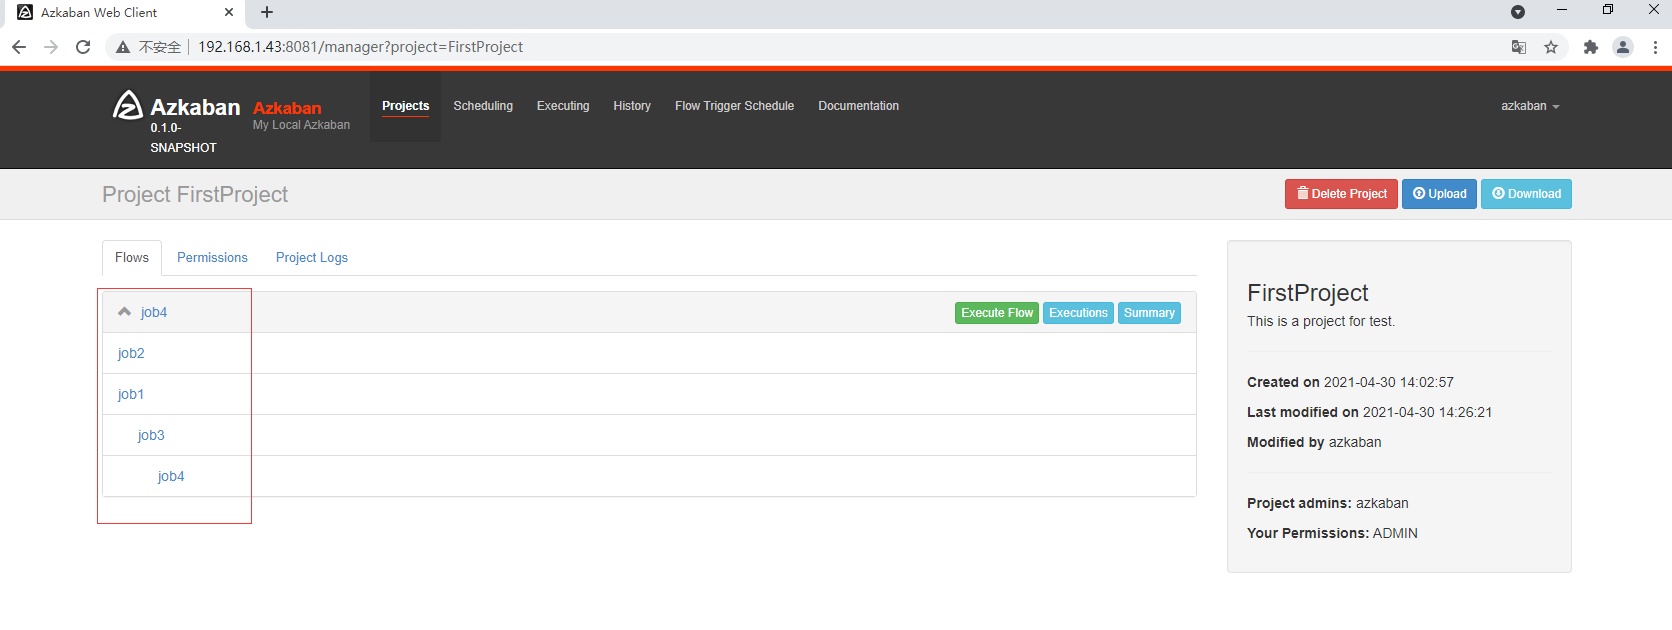 Azkaban Web Client
不安全 192.168.1.43:8081/manager?project=FirstProject
Azkaban
0.1.0-
SNAPSHOT
Azkaban
My Local Azkaban
Projects Scheduling Executing History Flow Trigger Schedule Documentation azkaban
Project FirstProject Delete Project Upload Download
Flows Permissions Project Logs
job4 Execute Flow Executions Summary
job2
job1
job3
job4
FirstProject
This is a project for test.
Created on 2021-04-30 14:02:57
Last modified on 2021-04-30 14:26:21
Modified by azkaban
Project admins: azkaban
Your Permissions: ADMIN